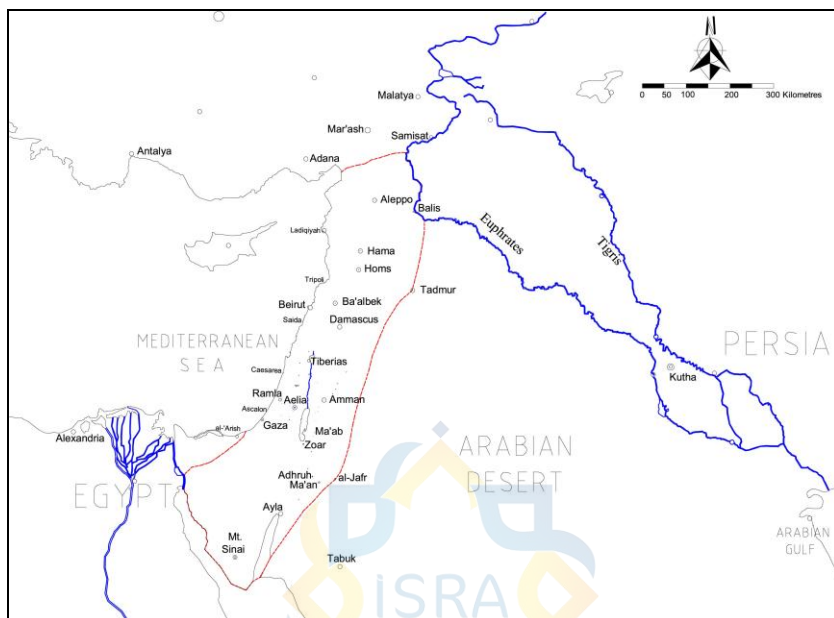 Malatya
0 50 100 150 200 300 Kilometres
Mar'ash
Samisat
Antalya
Adana
Aleppo
Balis
Ladiqiyah
Euphrates
Tigris
Hama
Homs
Tripoli
Tadmur
Beirut
Ba'albek
Saida
Damascus
MEDITERRANEAN
SEA
PERSIA
Tiberias
Caesarea
Kutha
Ramla
Aelia
Amman
Ascalon
Gaza
al-'Arish
Ma'ab
Zoar
Alexandria
ARABIAN
DESERT
Adhruh
Ma'an
al-Jafr
EGYPT
Ayla
ARABIAN
GULF
Mt.
Sinai
Tabuk
iSRA